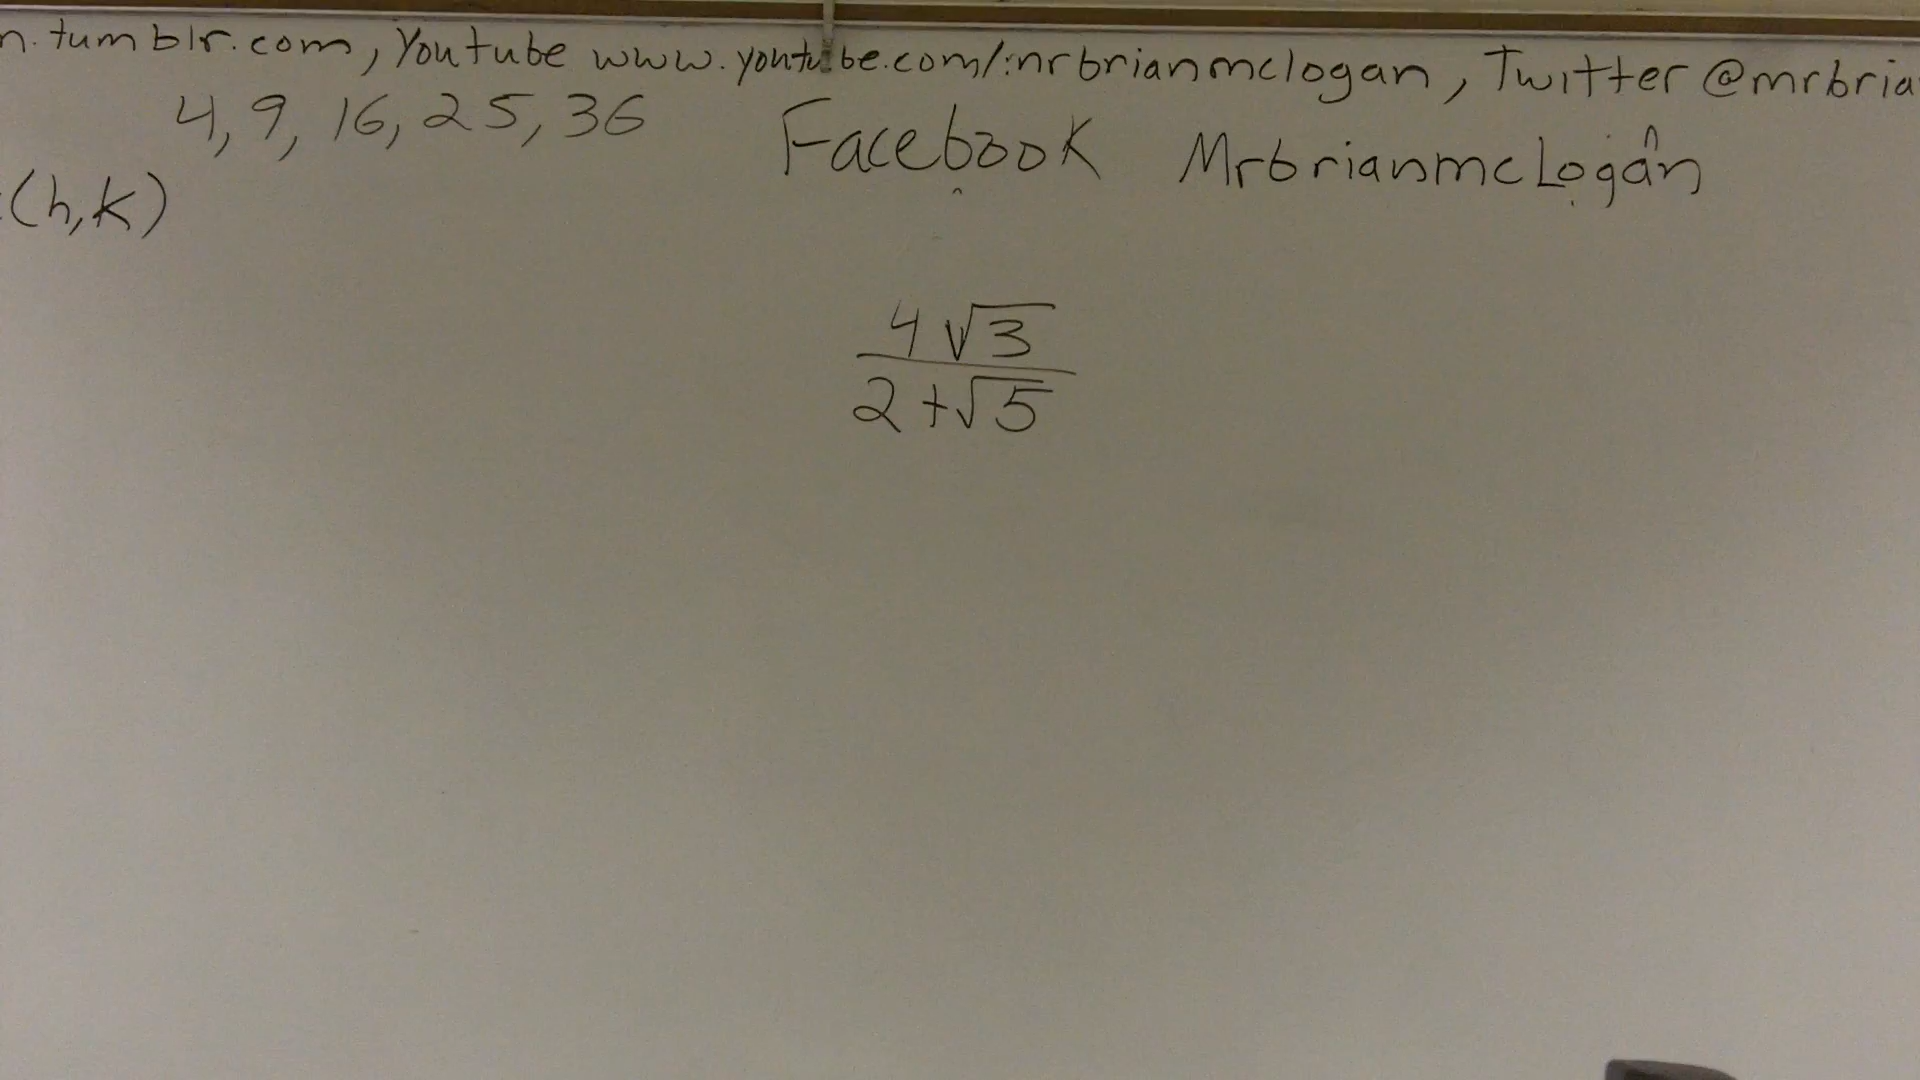 n.tumblr.com, Youtube www.youtube.com/mrbrianmclogan, Twitter @mrbria
4, 9, 16, 25, 36 Facebook MrbrianmcLogan
(h,k)
4√3
2+√5